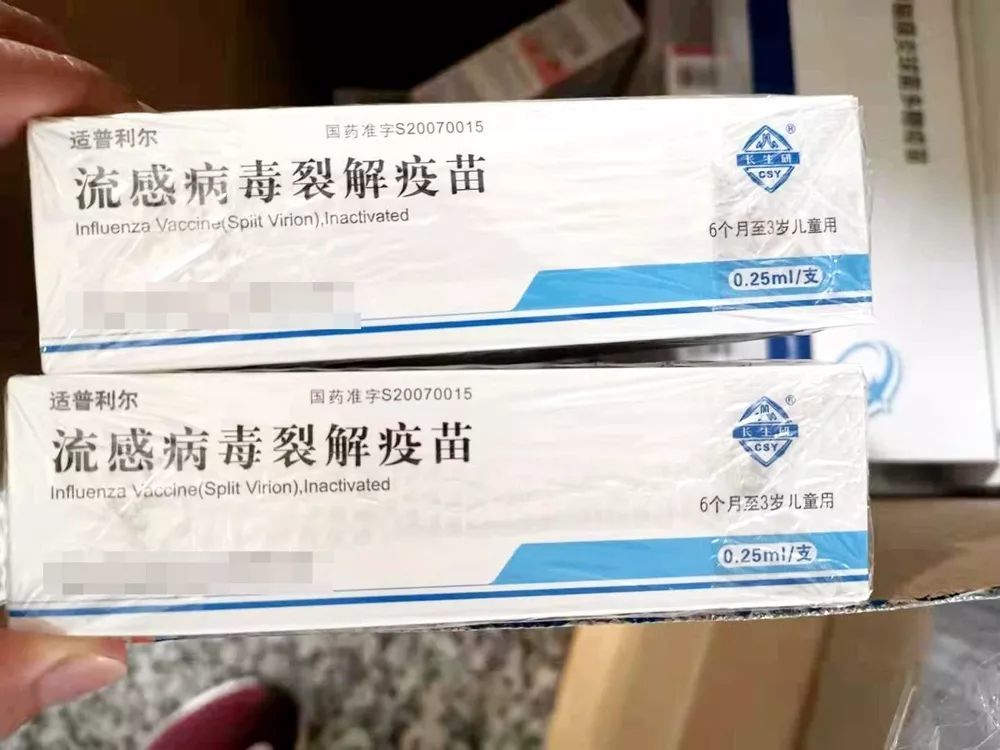 适普利尔
国药准字S20070015
流感病毒裂解疫苗
Influenza Vaccine(Split Virion),Inactivated
长生研
CSY
®
6个月至3岁儿童用
0.25ml/支
适普利尔
国药准字S20070015
流感病毒裂解疫苗
Influenza Vaccine(Split Virion),Inactivated
长生研
CSY
®
6个月至3岁儿童用
0.25ml/支